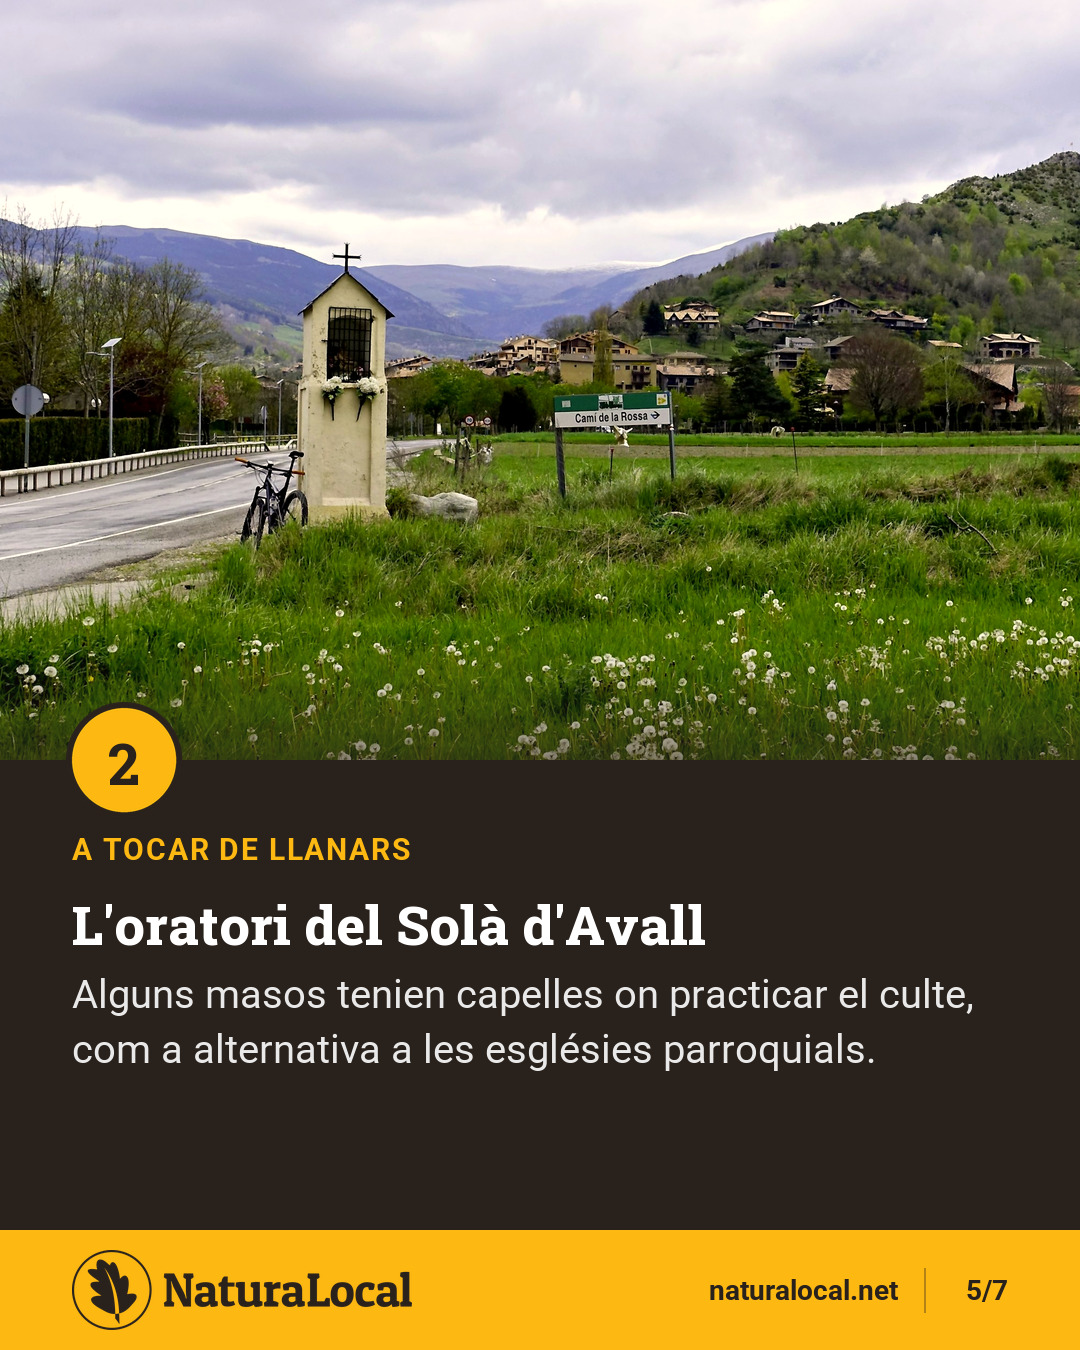 Camí de la Rossa
2
A TOCAR DE LLANARS
L'oratori del Solà d'Avall
Alguns masos tenien capelles on practicar el culte,
com a alternativa a les esglésies parroquials.
NaturaLocal
naturalocal.net
5/7